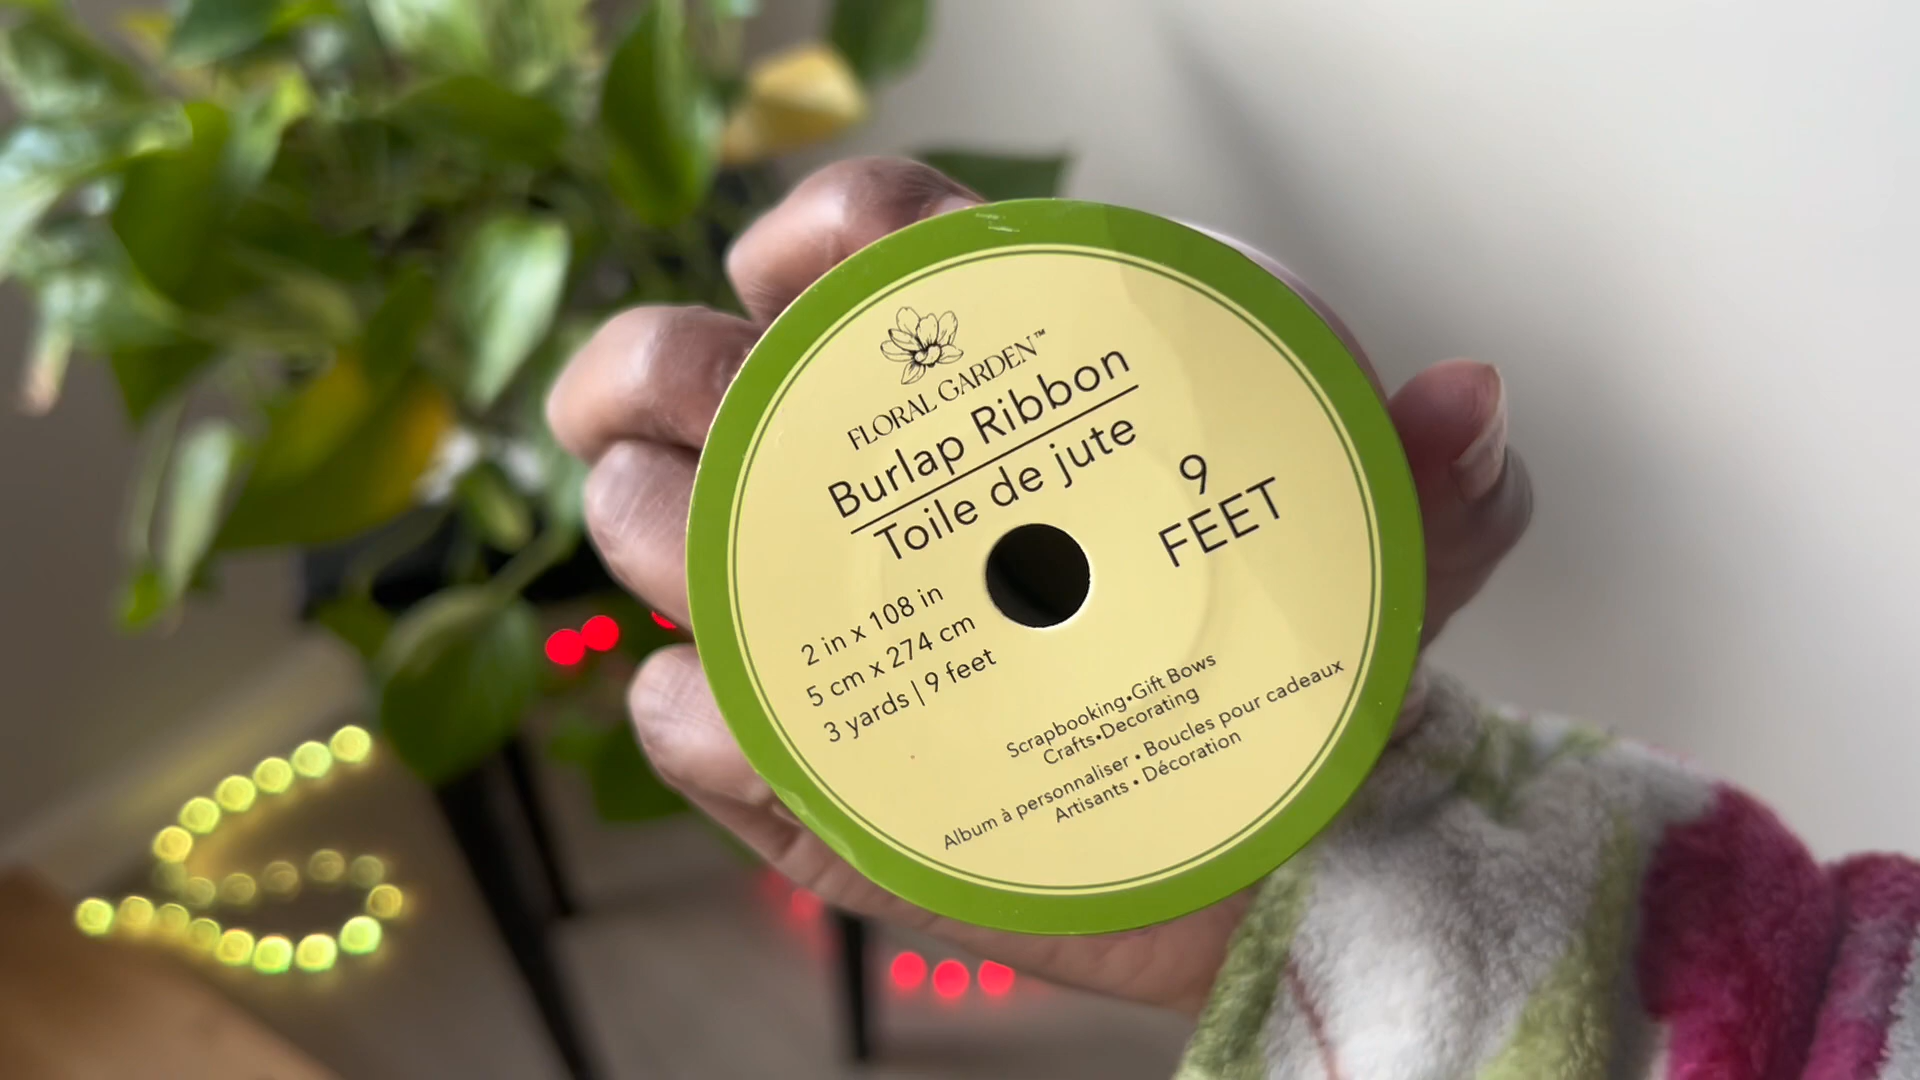 FLORAL GARDEN™
Burlap Ribbon
Toile de jute
9
FEET
2 in x 108 in
5 cm x 274 cm
3 yards | 9 feet
Scrapbooking•Gift Bows
Crafts•Decorating
Album à personnaliser • Boucles pour cadeaux
Artisants • Décoration